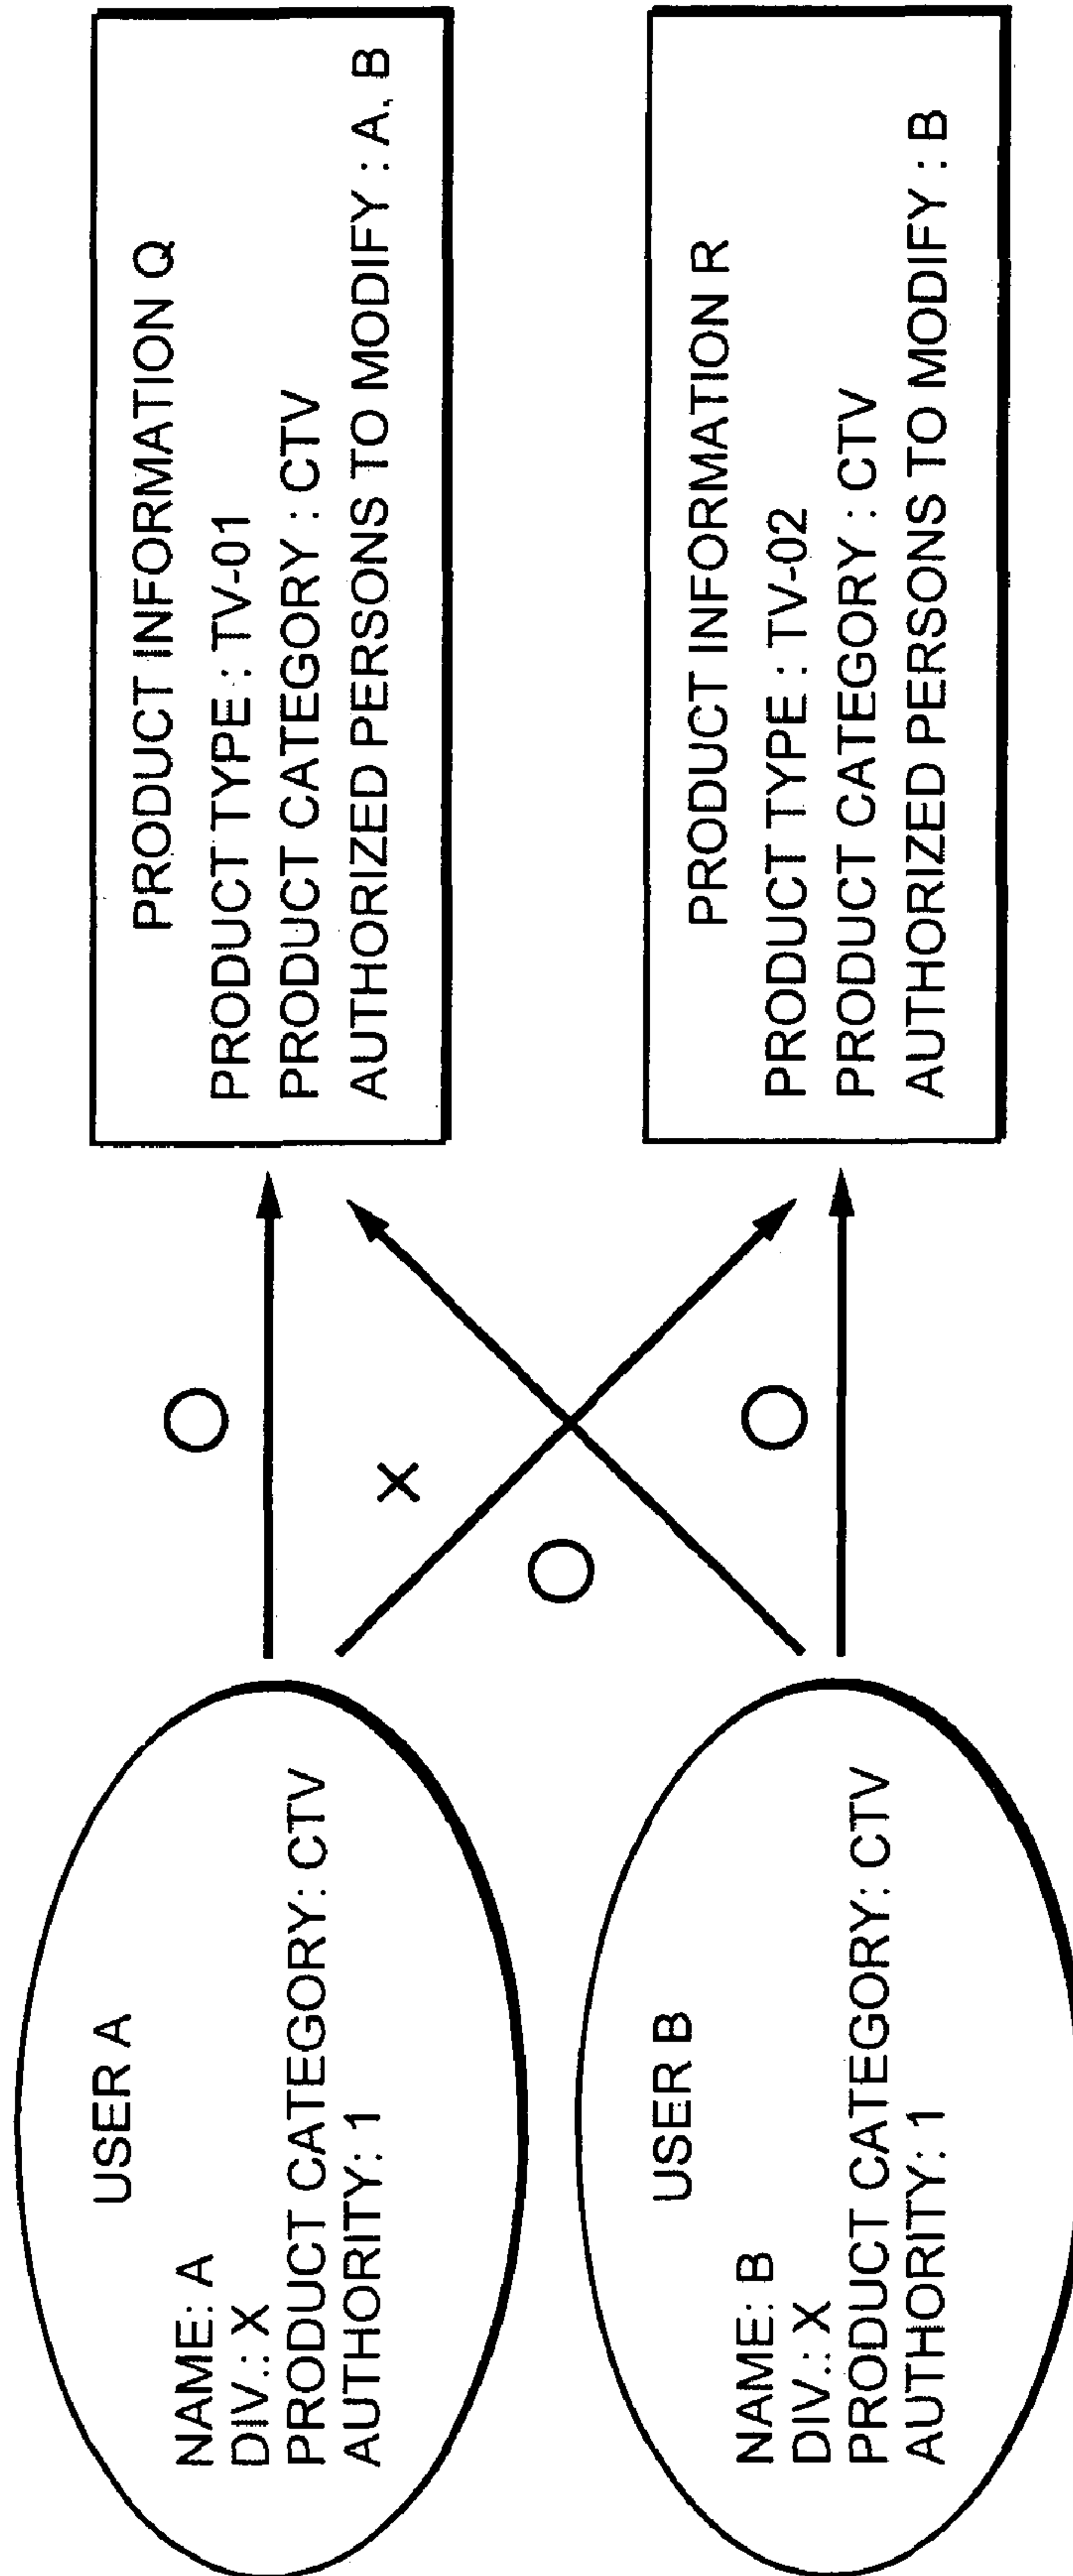 USER A
NAME: A
DIV.: X
PRODUCT CATEGORY: CTV
AUTHORITY: 1
USER B
NAME: B
DIV.: X
PRODUCT CATEGORY: CTV
AUTHORITY: 1
X
PRODUCT INFORMATION Q
PRODUCT TYPE : TV-01
PRODUCT CATEGORY : CTV
AUTHORIZED PERSONS TO MODIFY : A, B
PRODUCT INFORMATION R
PRODUCT TYPE : TV-02
PRODUCT CATEGORY : CTV
AUTHORIZED PERSONS TO MODIFY : B